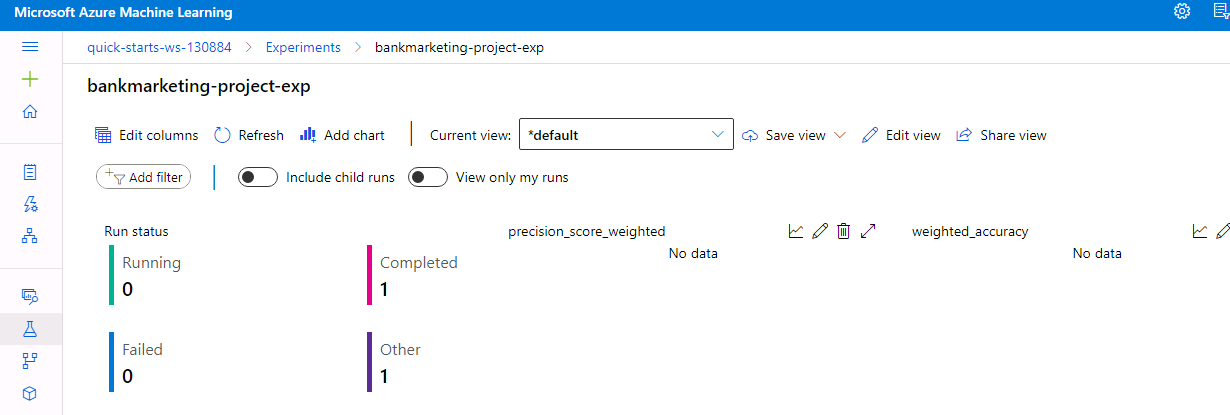 Microsoft Azure Machine Learning
quick-starts-ws-130884 > Experiments > bankmarketing-project-exp
bankmarketing-project-exp
Edit columns Refresh Add chart Current view: *default Save view Edit view Share view
Add filter Include child runs View only my runs
Run status precision_score_weighted weighted_accuracy
No data No data
Running Completed
0 1
Failed Other
0 1